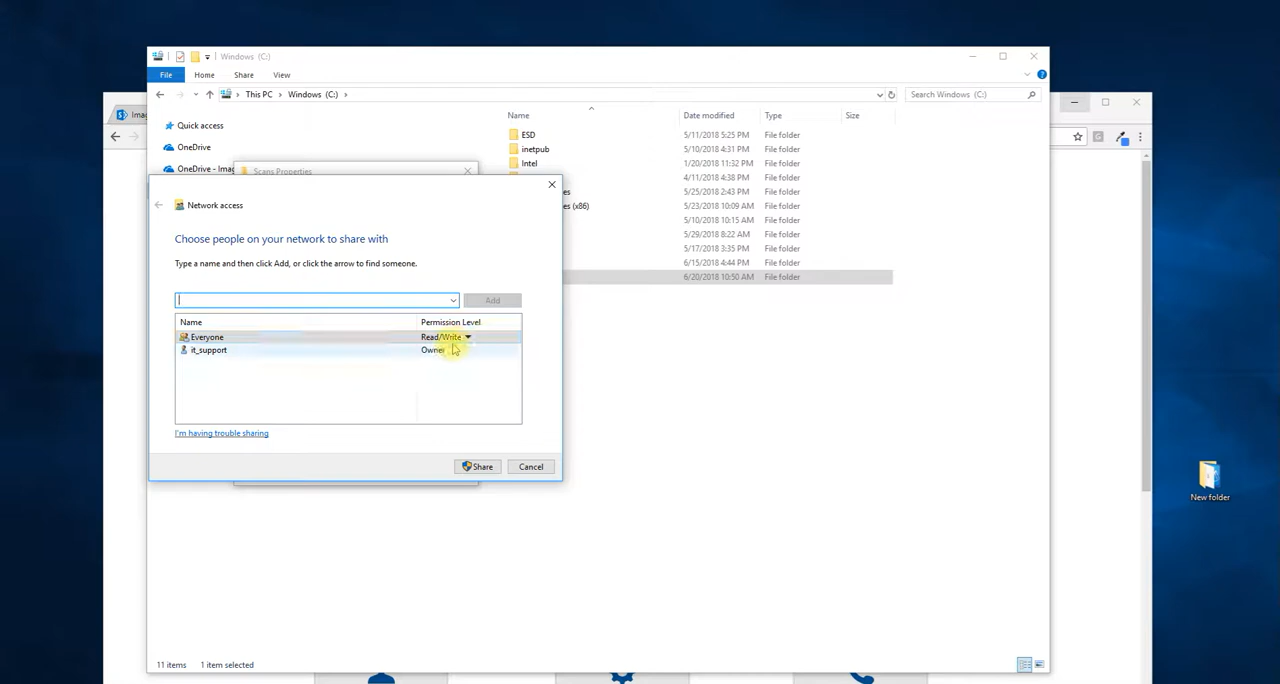 Windows (C:)
File Home Share View
This PC > Windows (C:) >
Search Windows (C:)
Imag
Quick access
OneDrive
OneDrive - Imag
Name Date modified Type Size
ESD 5/11/2018 5:25 PM File folder
inetpub 5/10/2018 4:31 PM File folder
Intel 1/20/2018 11:32 PM File folder
4/11/2018 4:38 PM File folder
es 5/25/2018 2:43 PM File folder
es (x86) 5/23/2018 10:09 AM File folder
5/10/2018 10:15 AM File folder
5/29/2018 8:22 AM File folder
5/17/2018 3:35 PM File folder
6/15/2018 4:44 PM File folder
6/20/2018 10:50 AM File folder
Scans Properties
Network access
Choose people on your network to share with
Type a name and then click Add, or click the arrow to find someone.
Add
Name Permission Level
Everyone Read/Write
it_support Owner
I'm having trouble sharing
Share Cancel
New folder
11 items 1 item selected